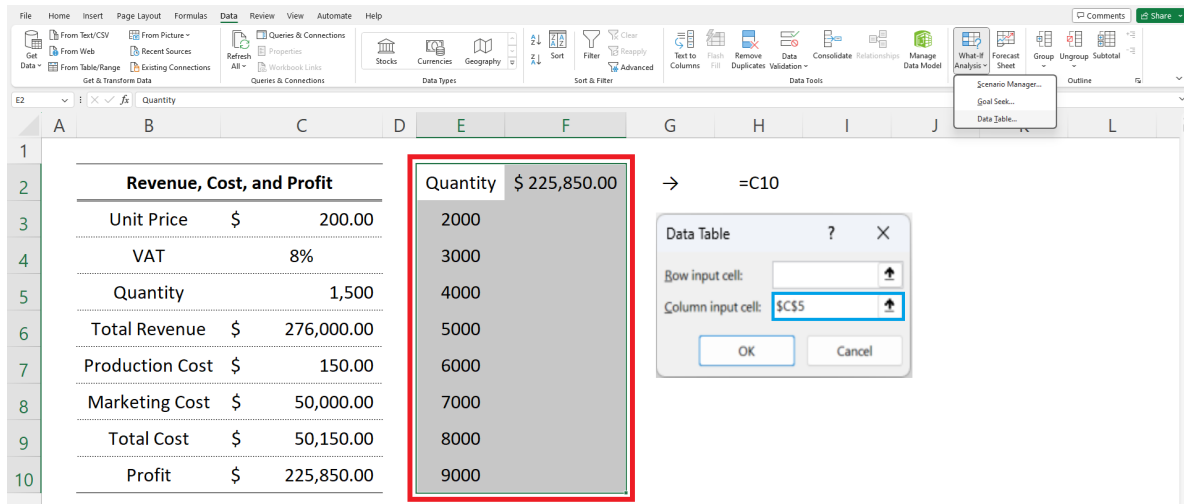 File Home Insert Page Layout Formulas Data Review View Automate Help Comments Share
Get Data
From Text/CSV
From Web
From Table/Range
From Picture
Recent Sources
Existing Connections
Get & Transform Data
Refresh All
Queries & Connections
Properties
Workbook Links
Queries & Connections
Stocks Currencies Geography
Data Types
Sort
Filter
Clear
Reapply
Advanced
Sort & Filter
Text to Columns
Flash Fill
Remove Duplicates
Data Validation
Consolidate
Relationships
Manage Data Model
Data Tools
What-If Analysis
Forecast Sheet
Scenario Manager...
Goal Seek...
Data Table...
Group Ungroup Subtotal
Outline
E2 fx Quantity
A B C D E F G H I J K L
1
2 Revenue, Cost, and Profit Quantity $ 225,850.00 → =C10
3 Unit Price $ 200.00 2000
4 VAT 8% 3000
5 Quantity 1,500 4000
6 Total Revenue $ 276,000.00 5000
7 Production Cost $ 150.00 6000
8 Marketing Cost $ 50,000.00 7000
9 Total Cost $ 50,150.00 8000
10 Profit $ 225,850.00 9000
Data Table ?
Row input cell:
Column input cell: $C$5
OK Cancel